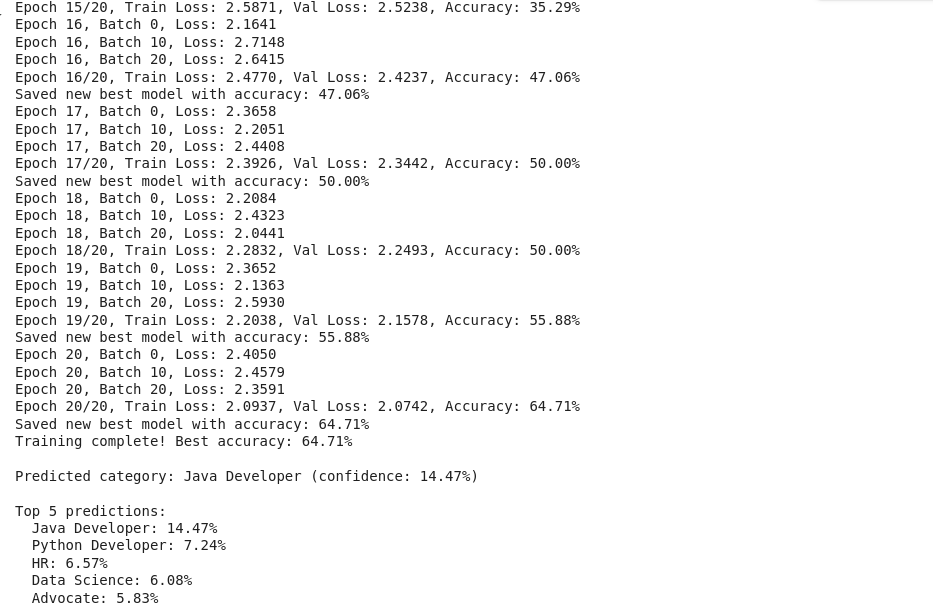 Epoch 15/20, Train Loss: 2.5871, Val Loss: 2.5238, Accuracy: 35.29%
Epoch 16, Batch 0, Loss: 2.1641
Epoch 16, Batch 10, Loss: 2.7148
Epoch 16, Batch 20, Loss: 2.6415
Epoch 16/20, Train Loss: 2.4770, Val Loss: 2.4237, Accuracy: 47.06%
Saved new best model with accuracy: 47.06%
Epoch 17, Batch 0, Loss: 2.3658
Epoch 17, Batch 10, Loss: 2.2051
Epoch 17, Batch 20, Loss: 2.4408
Epoch 17/20, Train Loss: 2.3926, Val Loss: 2.3442, Accuracy: 50.00%
Saved new best model with accuracy: 50.00%
Epoch 18, Batch 0, Loss: 2.2084
Epoch 18, Batch 10, Loss: 2.4323
Epoch 18, Batch 20, Loss: 2.0441
Epoch 18/20, Train Loss: 2.2832, Val Loss: 2.2493, Accuracy: 50.00%
Epoch 19, Batch 0, Loss: 2.3652
Epoch 19, Batch 10, Loss: 2.1363
Epoch 19, Batch 20, Loss: 2.5930
Epoch 19/20, Train Loss: 2.2038, Val Loss: 2.1578, Accuracy: 55.88%
Saved new best model with accuracy: 55.88%
Epoch 20, Batch 0, Loss: 2.4050
Epoch 20, Batch 10, Loss: 2.4579
Epoch 20, Batch 20, Loss: 2.3591
Epoch 20/20, Train Loss: 2.0937, Val Loss: 2.0742, Accuracy: 64.71%
Saved new best model with accuracy: 64.71%
Training complete! Best accuracy: 64.71%
Predicted category: Java Developer (confidence: 14.47%)
Top 5 predictions:
Java Developer: 14.47%
Python Developer: 7.24%
HR: 6.57%
Data Science: 6.08%
Advocate: 5.83%